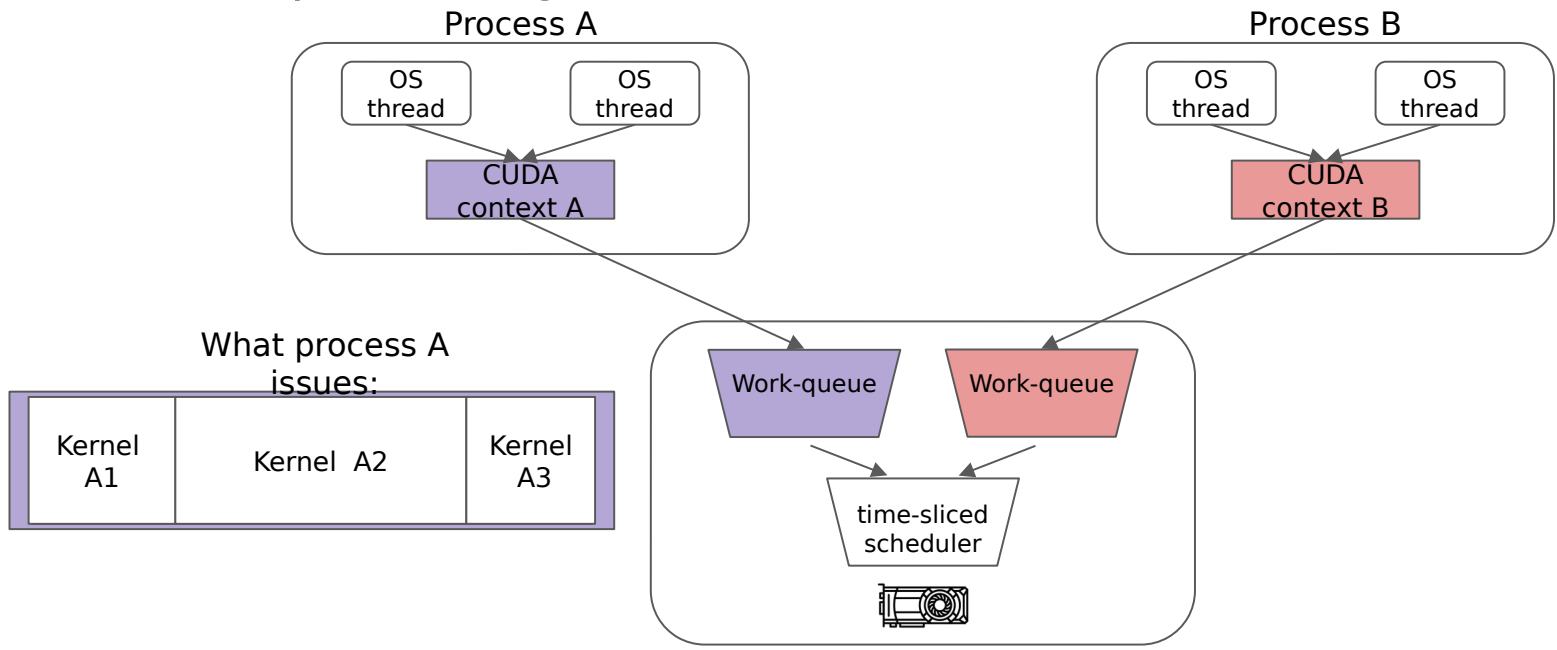 Process A
Process B
OS
thread
OS
thread
CUDA
context A
OS
thread
OS
thread
CUDA
context B
What process A
issues:
Kernel
A1
Kernel A2
Kernel
A3
Work-queue
Work-queue
time-sliced
scheduler